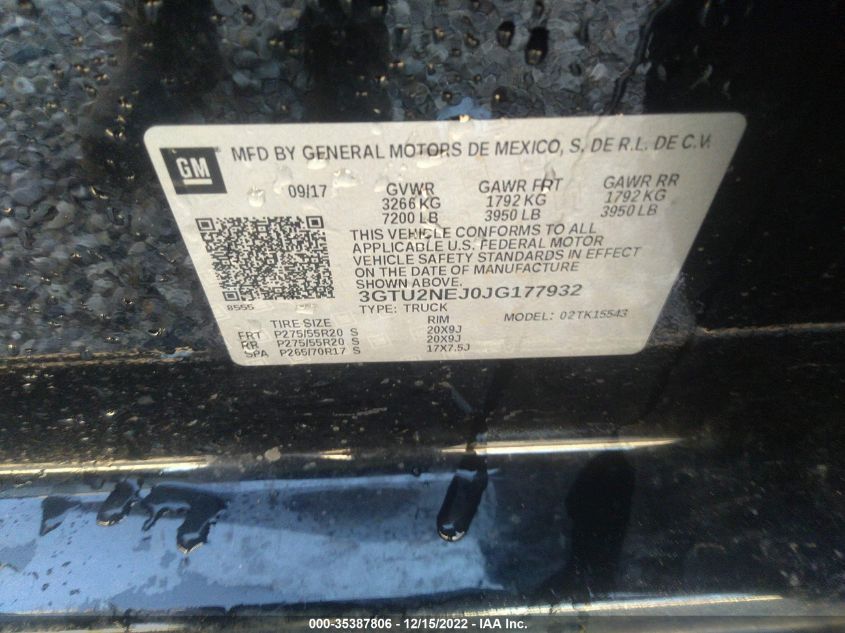 GM MFD BY GENERAL MOTORS DE MEXICO, S. DE R.L. DE C.V.
09/17 GVWR GAWR FRT GAWR RR
3266 KG 1792 KG 1792 KG
7200 LB 3950 LB 3950 LB
THIS VEHICLE CONFORMS TO ALL
APPLICABLE U.S. FEDERAL MOTOR
VEHICLE SAFETY STANDARDS IN EFFECT
ON THE DATE OF MANUFACTURE
SHOWN ABOVE.
3GTU2NEJ0JG177932
8555
TYPE: TRUCK MODEL: 02TK15543
TIRE SIZE RIM
FRT P275/55R20 S 20X9J
RR P275/55R20 S 20X9J
SPA P265/70R17 S 17X7.5J
000-35387806 - 12/15/2022 - IAA Inc.